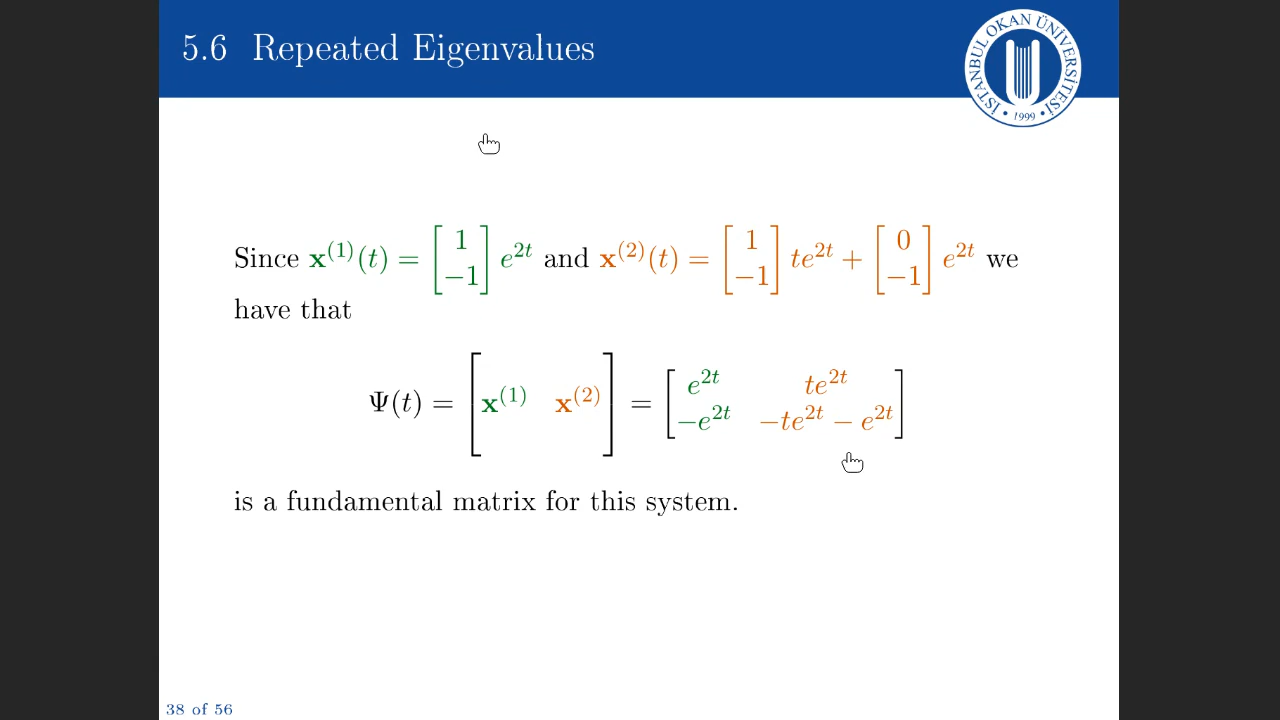 5.6 Repeated Eigenvalues
İSTANBUL OKAN ÜNİVERSİTESİ
• 1999 •
Since x^{(1)}(t) = [1; −1] e^{2t} and x^{(2)}(t) = [1; −1] te^{2t} + [0; −1] e^{2t} we
have that
Ψ(t) = [x^{(1)} x^{(2)}] = [e^{2t} te^{2t}; −e^{2t} −te^{2t} − e^{2t}]
is a fundamental matrix for this system.
38 of 56